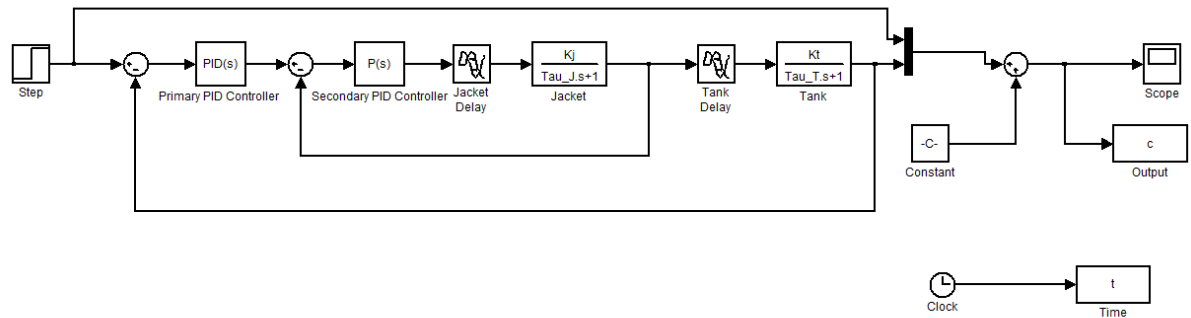 Step
PID(s)
Primary PID Controller
P(s)
Secondary PID Controller
Jacket
Delay
Kj
Tau_J.s+1
Jacket
Tank
Delay
Kt
Tau_T.s+1
Tank
Scope
-C-
Constant
c
Output
Clock
t
Time